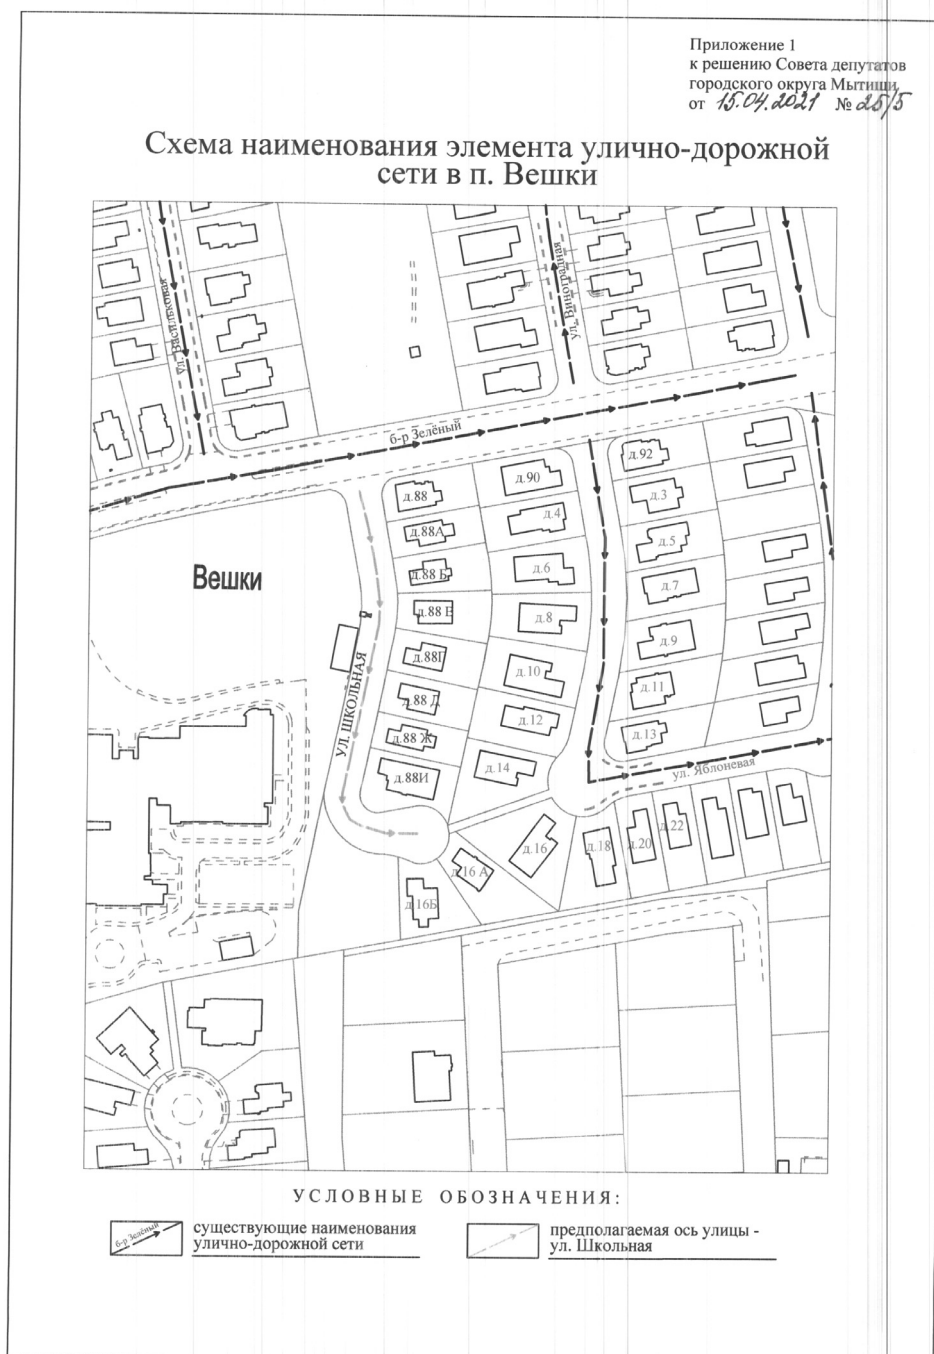 Приложение 1
к решению Совета депутатов
городского округа Мытищи
от 15.04.2021 № 25/5
Схема наименования элемента улично-дорожной
сети в п. Вешки
ул. Васильковая
ул. Виноградная
б-р Зелёный
д.92
д.90
д.88
д.3
д.4
д.88А
д.5
д.6
д.88 Б
Вешки
д.7
д.8
д.88 В
д.9
д.88Г
д.10
д.11
д.88 Д
УЛ. ШКОЛЬНАЯ
д.12
д.13
д.88 Ж
д.14
д.88И
ул. Яблоневая
д.22
д.20
д.18
д.16
д.16 А
д.16Б
УСЛОВНЫЕ ОБОЗНАЧЕНИЯ:
б-р Зелёный
существующие наименования
улично-дорожной сети
предполагаемая ось улицы -
ул. Школьная